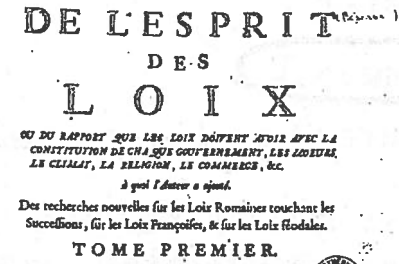 DE L'ESPRIT
DES
LOIX
OU DU RAPPORT QUE LES LOIX DOIVENT AVOIR AVEC LA
CONSTITUTION DE CHAQUE GOUVERNEMENT, LES MOEURS,
LE CLIMAT, LA RELIGION, LE COMMERCE, &c.
à quoi l'Auteur a ajouté.
Des recherches nouvelles sur les Loix Romaines touchant les
Successions, sur les Loix Françoises, & sur les Loix féodales.
TOME PREMIER.